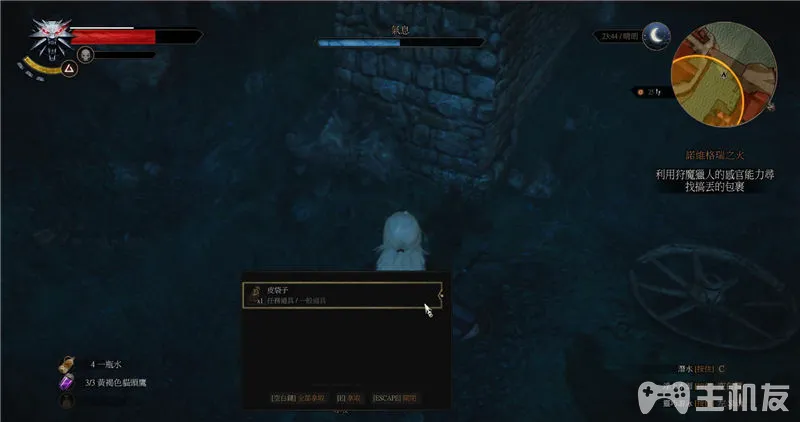 氣息
23:44 / 晴朗
25
諾維格瑞之火
利用狩魔獵人的感官能力尋
找搞丟的包裹
皮袋子
x1 任務道具 / 一般道具
4 一瓶水
3/3 黃褐色貓頭鷹
潛水 [按住] C
[空白鍵] 全部拿取 [E] 拿取 [ESCAPE] 關閉
主机友